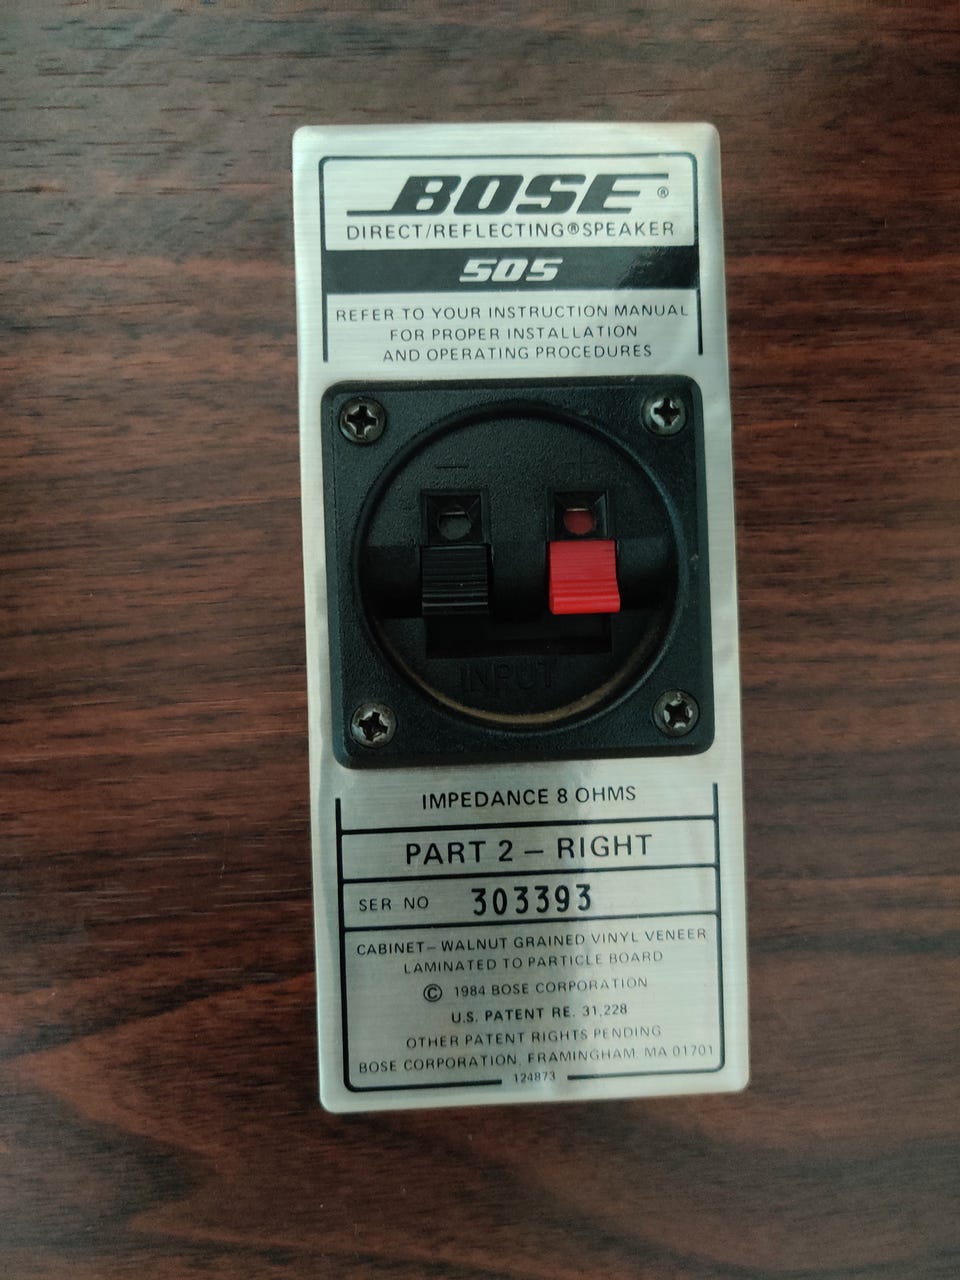 BOSE®
DIRECT/REFLECTING® SPEAKER
505
REFER TO YOUR INSTRUCTION MANUAL
FOR PROPER INSTALLATION
AND OPERATING PROCEDURES
— +
INPUT
IMPEDANCE 8 OHMS
PART 2 – RIGHT
SER NO 303393
CABINET– WALNUT GRAINED VINYL VENEER
LAMINATED TO PARTICLE BOARD
© 1984 BOSE CORPORATION
U.S. PATENT RE. 31,228
OTHER PATENT RIGHTS PENDING
BOSE CORPORATION, FRAMINGHAM, MA 01701
124873